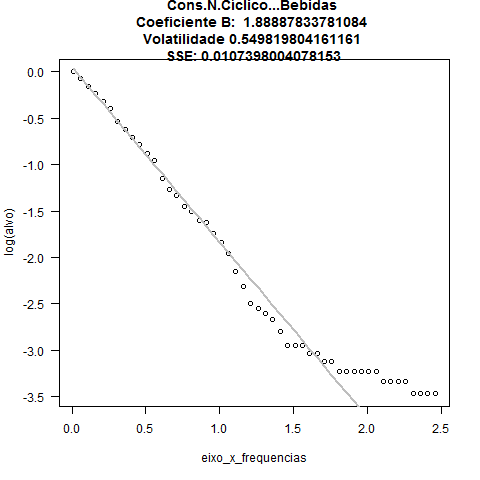 Cons.N.Ciclico...Bebidas
Coeficiente B: 1.88887833781084
Volatilidade 0.549819804161161
SSE: 0.0107398004078153
0.0
-0.5
-1.0
-1.5
-2.0
-2.5
-3.0
-3.5
log(alvo)
0.0 0.5 1.0 1.5 2.0 2.5
eixo_x_frequencias